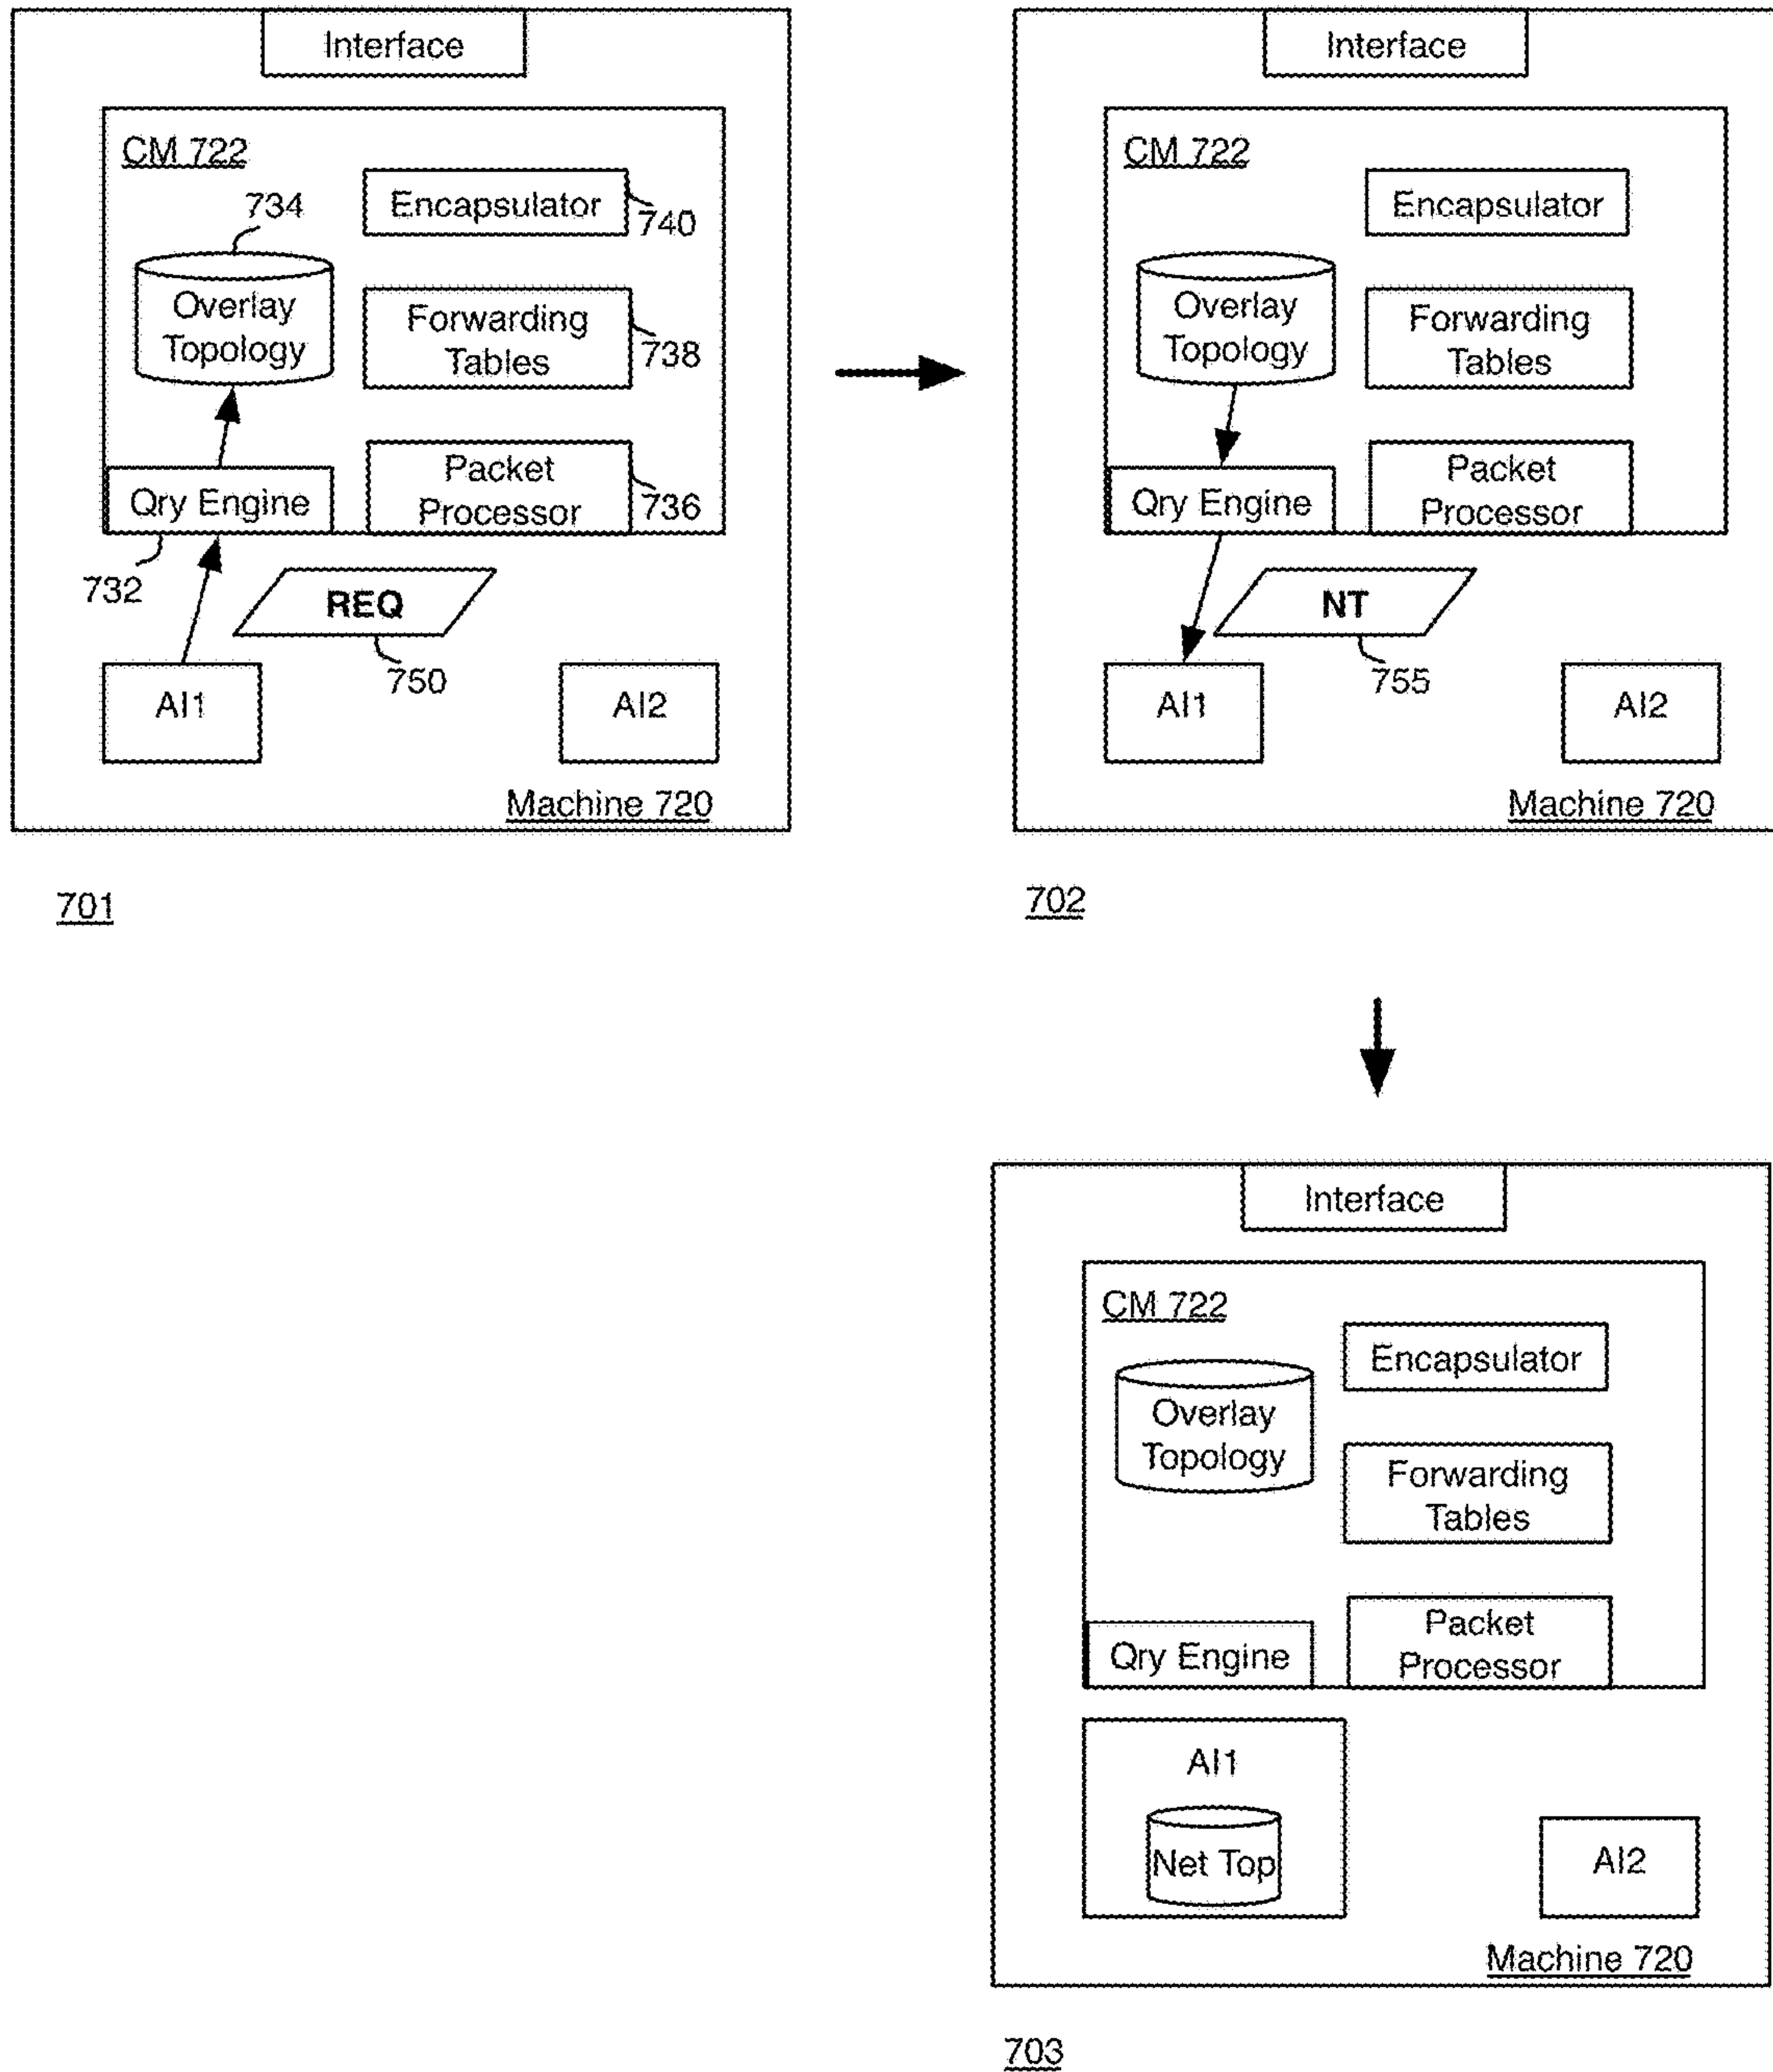 Interface
CM 722
734
Encapsulator
740
Overlay
Topology
Forwarding
Tables
738
Qry Engine
Packet
Processor
736
732
REQ
750
AI1
AI2
Machine 720
701
Interface
CM 722
Encapsulator
Overlay
Topology
Forwarding
Tables
Qry Engine
Packet
Processor
NT
755
AI1
AI2
Machine 720
702
Interface
CM 722
Encapsulator
Overlay
Topology
Forwarding
Tables
Qry Engine
Packet
Processor
AI1
Net Top
AI2
Machine 720
703